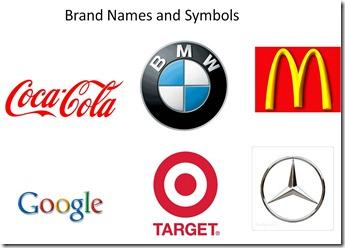 Brand Names and Symbols
Coca-Cola
BMW
Google
TARGET